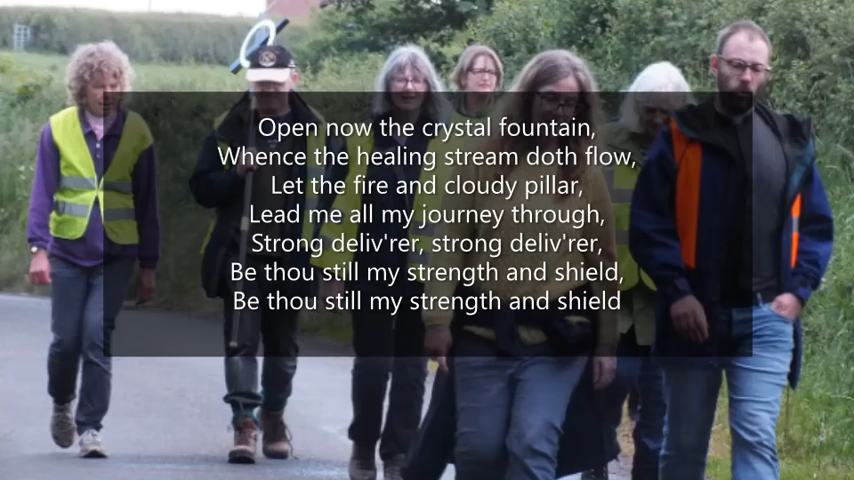 Open now the crystal fountain,
Whence the healing stream doth flow,
Let the fire and cloudy pillar,
Lead me all my journey through,
Strong deliv'rer, strong deliv'rer,
Be thou still my strength and shield,
Be thou still my strength and shield